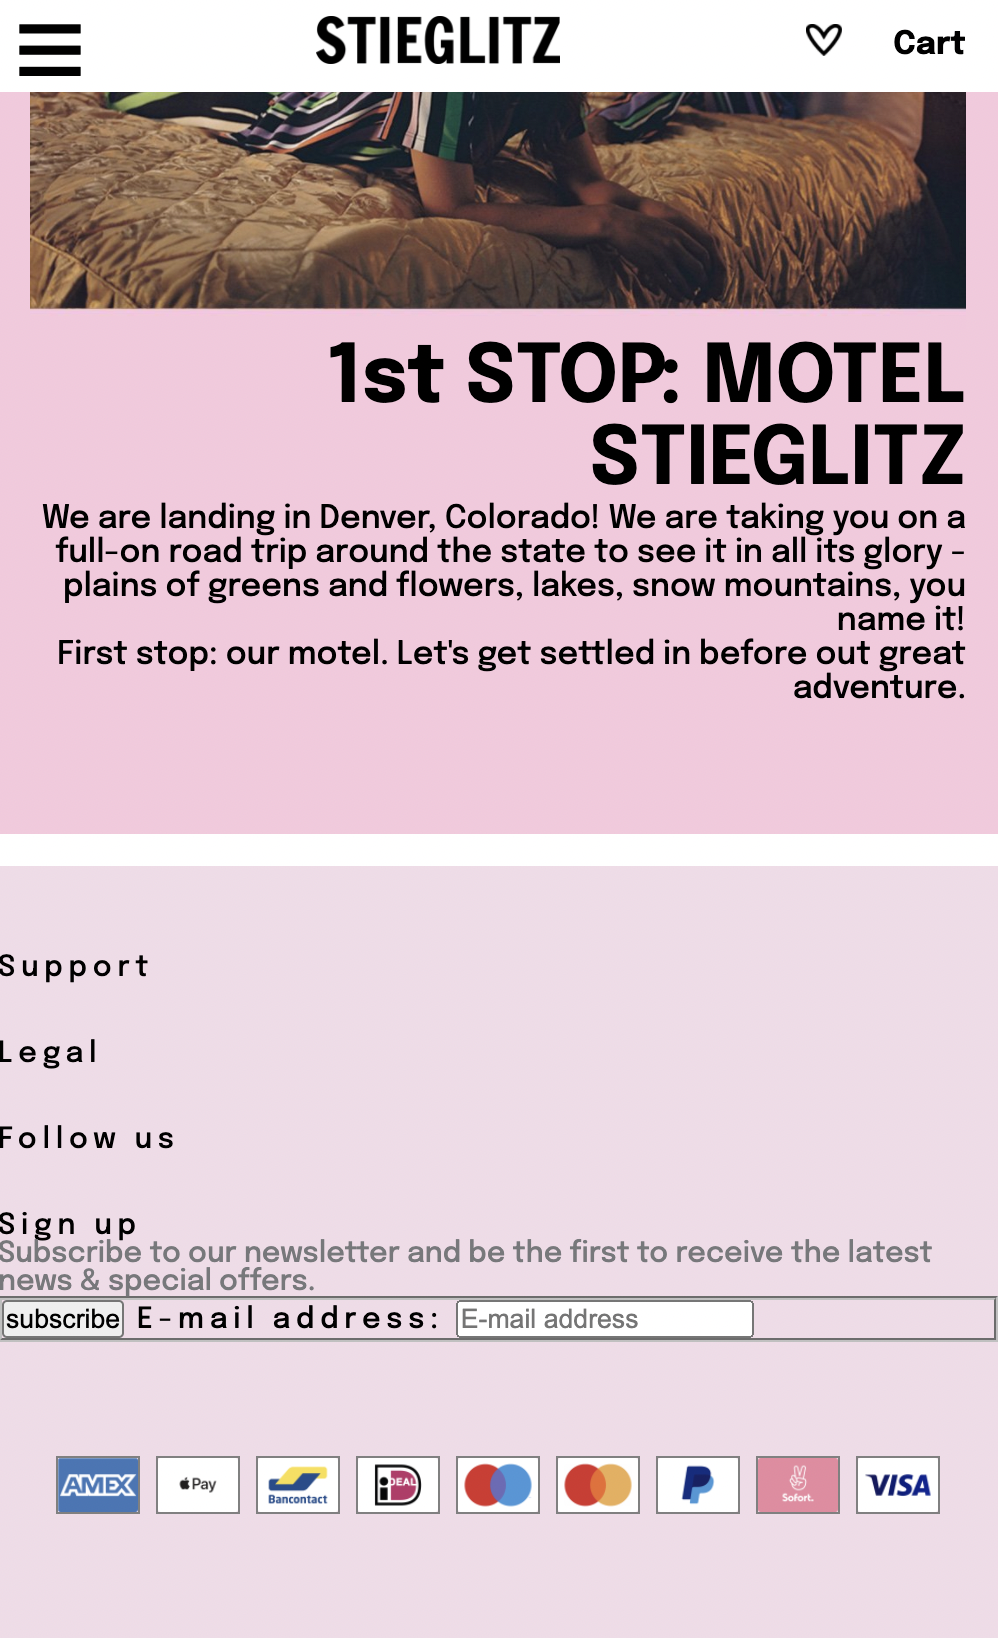 STIEGLITZ
Cart
1st STOP: MOTEL
STIEGLITZ
We are landing in Denver, Colorado! We are taking you on a
full-on road trip around the state to see it in all its glory -
plains of greens and flowers, lakes, snow mountains, you
name it!
First stop: our motel. Let's get settled in before out great
adventure.
Support
Legal
Follow us
Sign up
Subscribe to our newsletter and be the first to receive the latest
news & special offers.
subscribe E-mail address: E-mail address
AMEX Pay Bancontact iDEAL Sofort. VISA